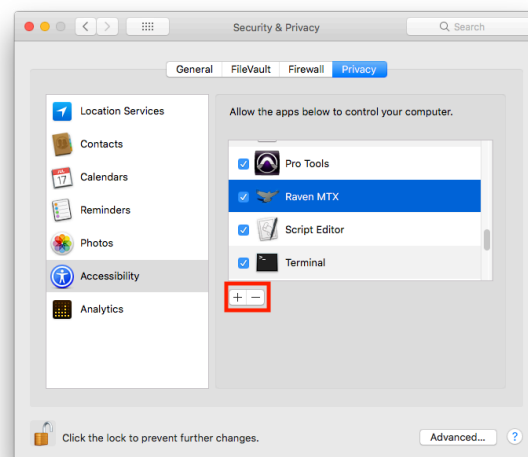 Security & Privacy
Search
General
FileVault
Firewall
Privacy
Location Services
Contacts
Calendars
Reminders
Photos
Accessibility
Analytics
Allow the apps below to control your computer.
Pro Tools
Raven MTX
Script Editor
Terminal
+ −
Click the lock to prevent further changes.
Advanced...
?
JUL
17